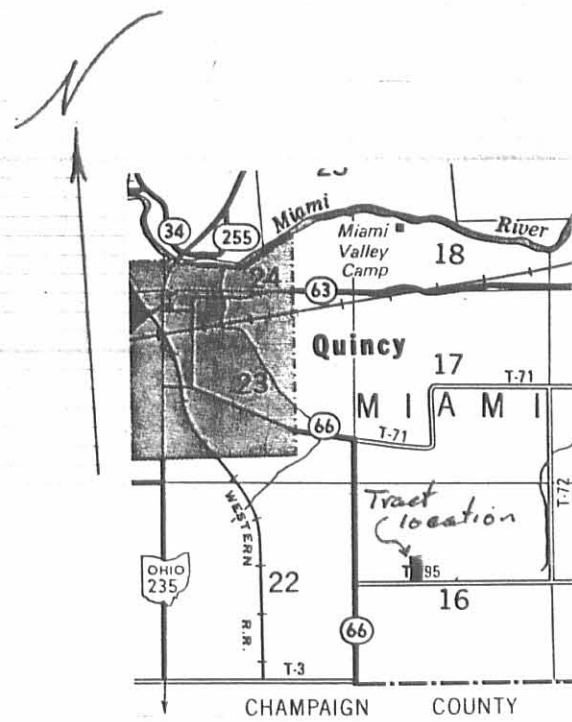 N
Miami
River
34
255
Miami
Valley
Camp
18
24
63
Quincy
17
T-71
23
MIAMI
66
T-71
T-72
WESTERN
R.R.
Tract
location
OHIO
235
22
T 95
16
66
T-3
CHAMPAIGN COUNTY